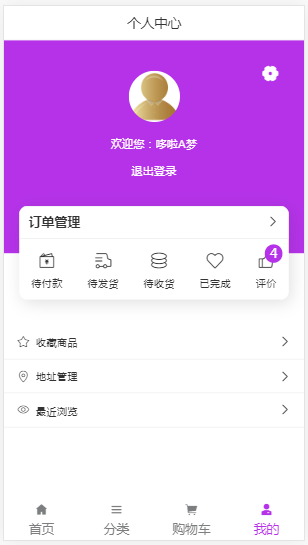 个人中心
欢迎您：哆啦A梦
退出登录
订单管理
4
待付款 待发货 待收货 已完成 评价
收藏商品
地址管理
最近浏览
首页 分类 购物车 我的